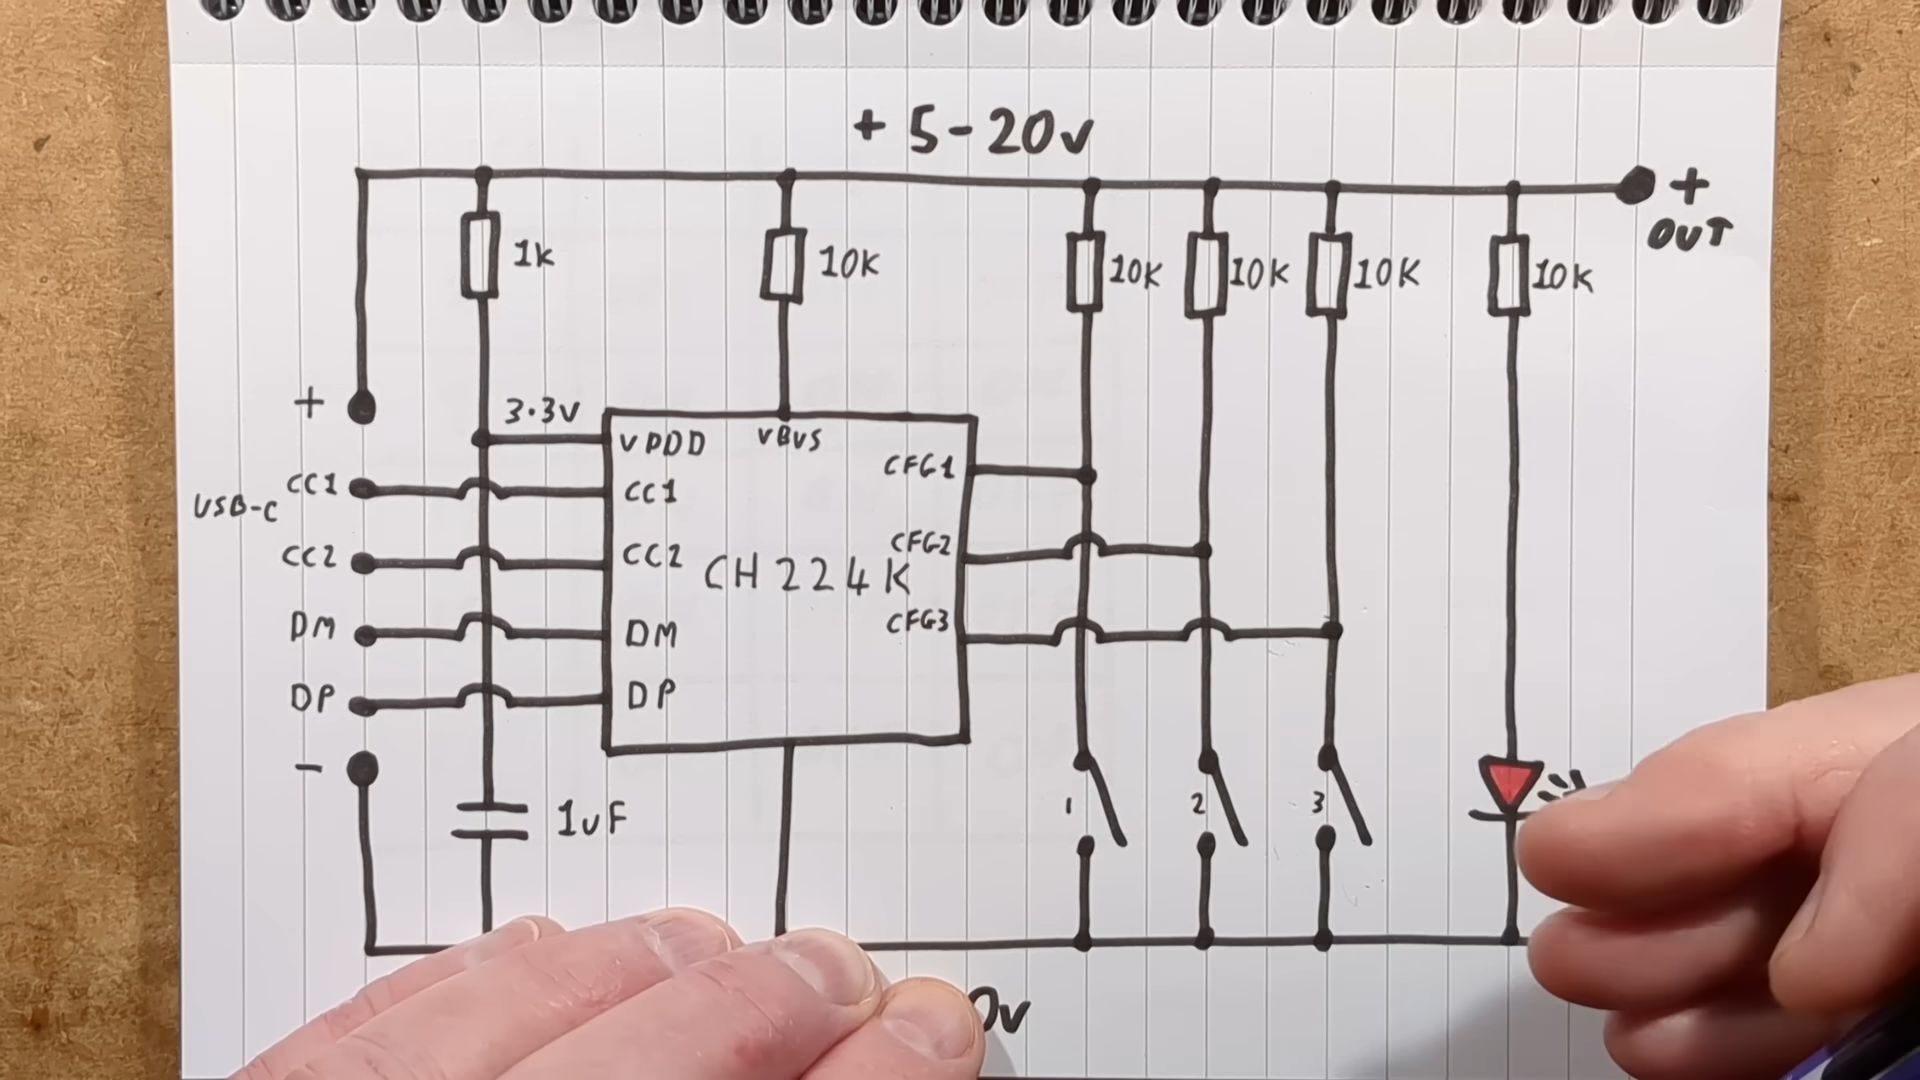 + 5-20v
+
OUT
1k
10K
10K
10K
10K
10K
+
3.3v
VPDD
VBUS
CFG1
USB-C
CC1
CC1
CC2
CC2
CFG2
CH224K
CFG3
DM
DM
DP
DP
-
1
2
3
1uF
0v